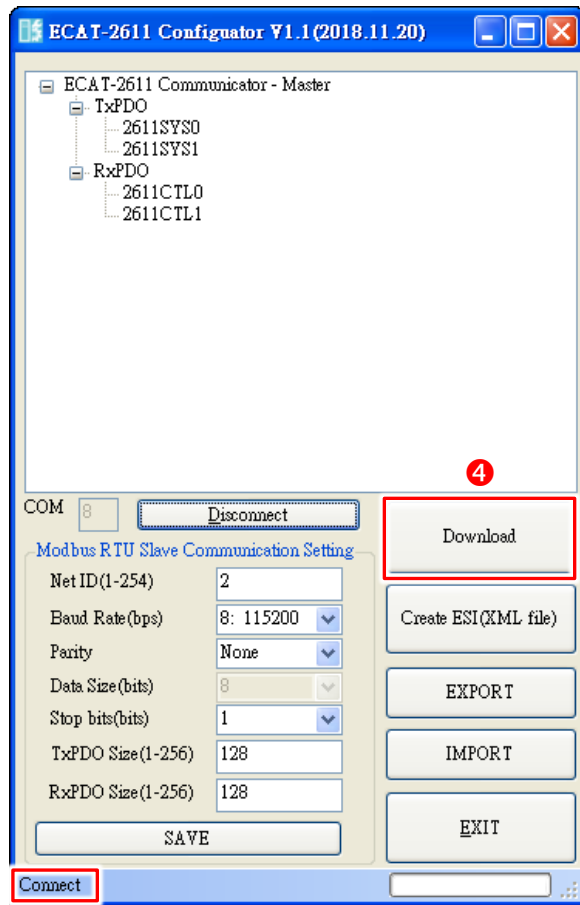 ECAT-2611 Configuator V1.1(2018.11.20)
ECAT-2611 Communicator - Master
TxPDO
2611SYS0
2611SYS1
RxPDO
2611CTL0
2611CTL1
4
COM 8 Disconnect
Download
Modbus RTU Slave Communication Setting
Net ID(1-254) 2
Baud Rate(bps) 8: 115200
Create ESI(XML file)
Parity None
Data Size(bits) 8
EXPORT
Stop bits(bits) 1
TxPDO Size(1-256) 128
IMPORT
RxPDO Size(1-256) 128
SAVE
EXIT
Connect